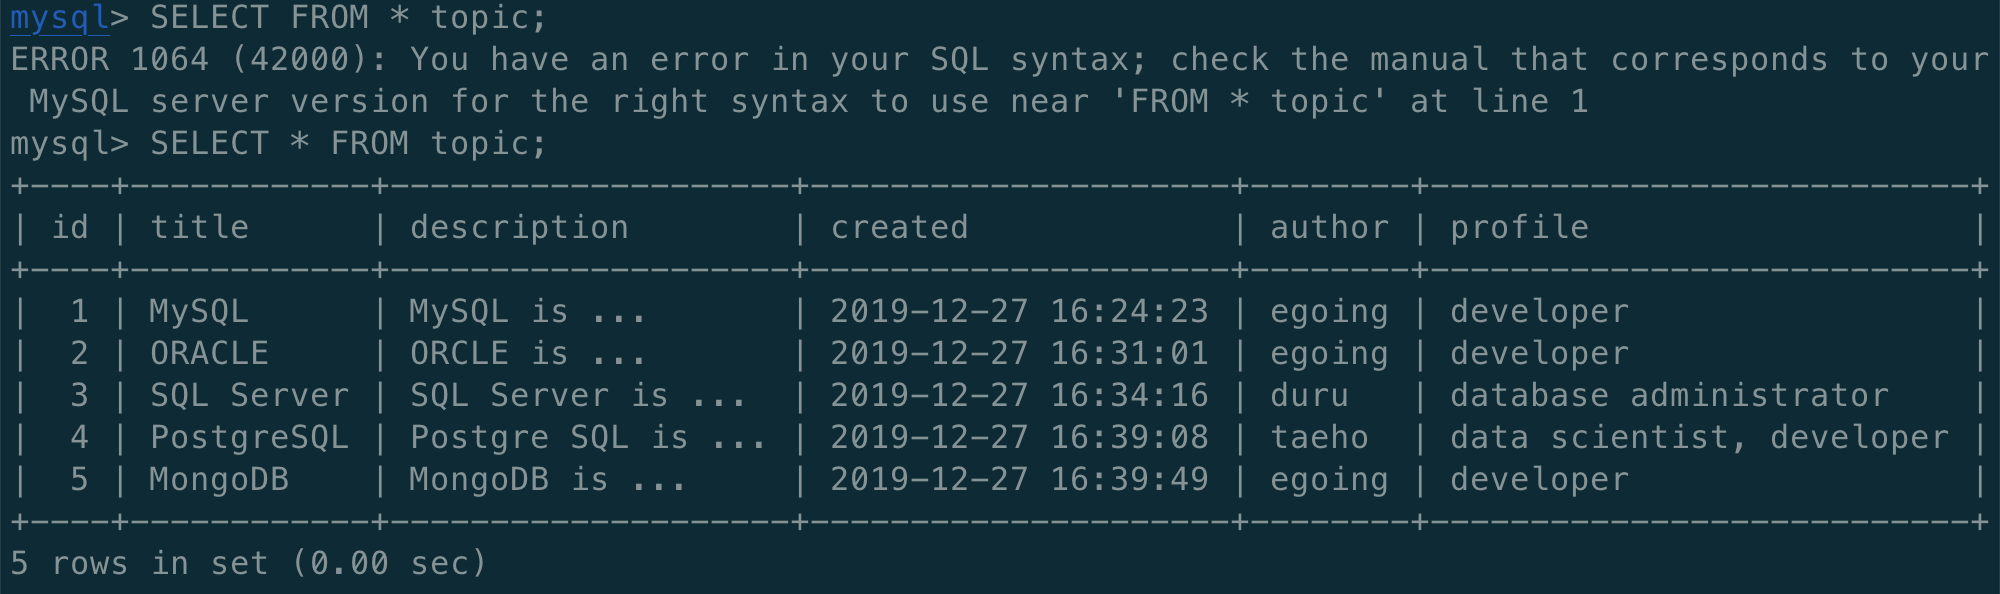 mysql> SELECT FROM * topic;
ERROR 1064 (42000): You have an error in your SQL syntax; check the manual that corresponds to your
 MySQL server version for the right syntax to use near 'FROM * topic' at line 1
mysql> SELECT * FROM topic;
+----+------------+--------------------+---------------------+--------+---------------------------+
| id | title      | description        | created             | author | profile                   |
+----+------------+--------------------+---------------------+--------+---------------------------+
|  1 | MySQL      | MySQL is ...       | 2019-12-27 16:24:23 | egoing | developer                 |
|  2 | ORACLE     | ORCLE is ...       | 2019-12-27 16:31:01 | egoing | developer                 |
|  3 | SQL Server | SQL Server is ...  | 2019-12-27 16:34:16 | duru   | database administrator    |
|  4 | PostgreSQL | Postgre SQL is ... | 2019-12-27 16:39:08 | taeho  | data scientist, developer |
|  5 | MongoDB    | MongoDB is ...     | 2019-12-27 16:39:49 | egoing | developer                 |
+----+------------+--------------------+---------------------+--------+---------------------------+
5 rows in set (0.00 sec)